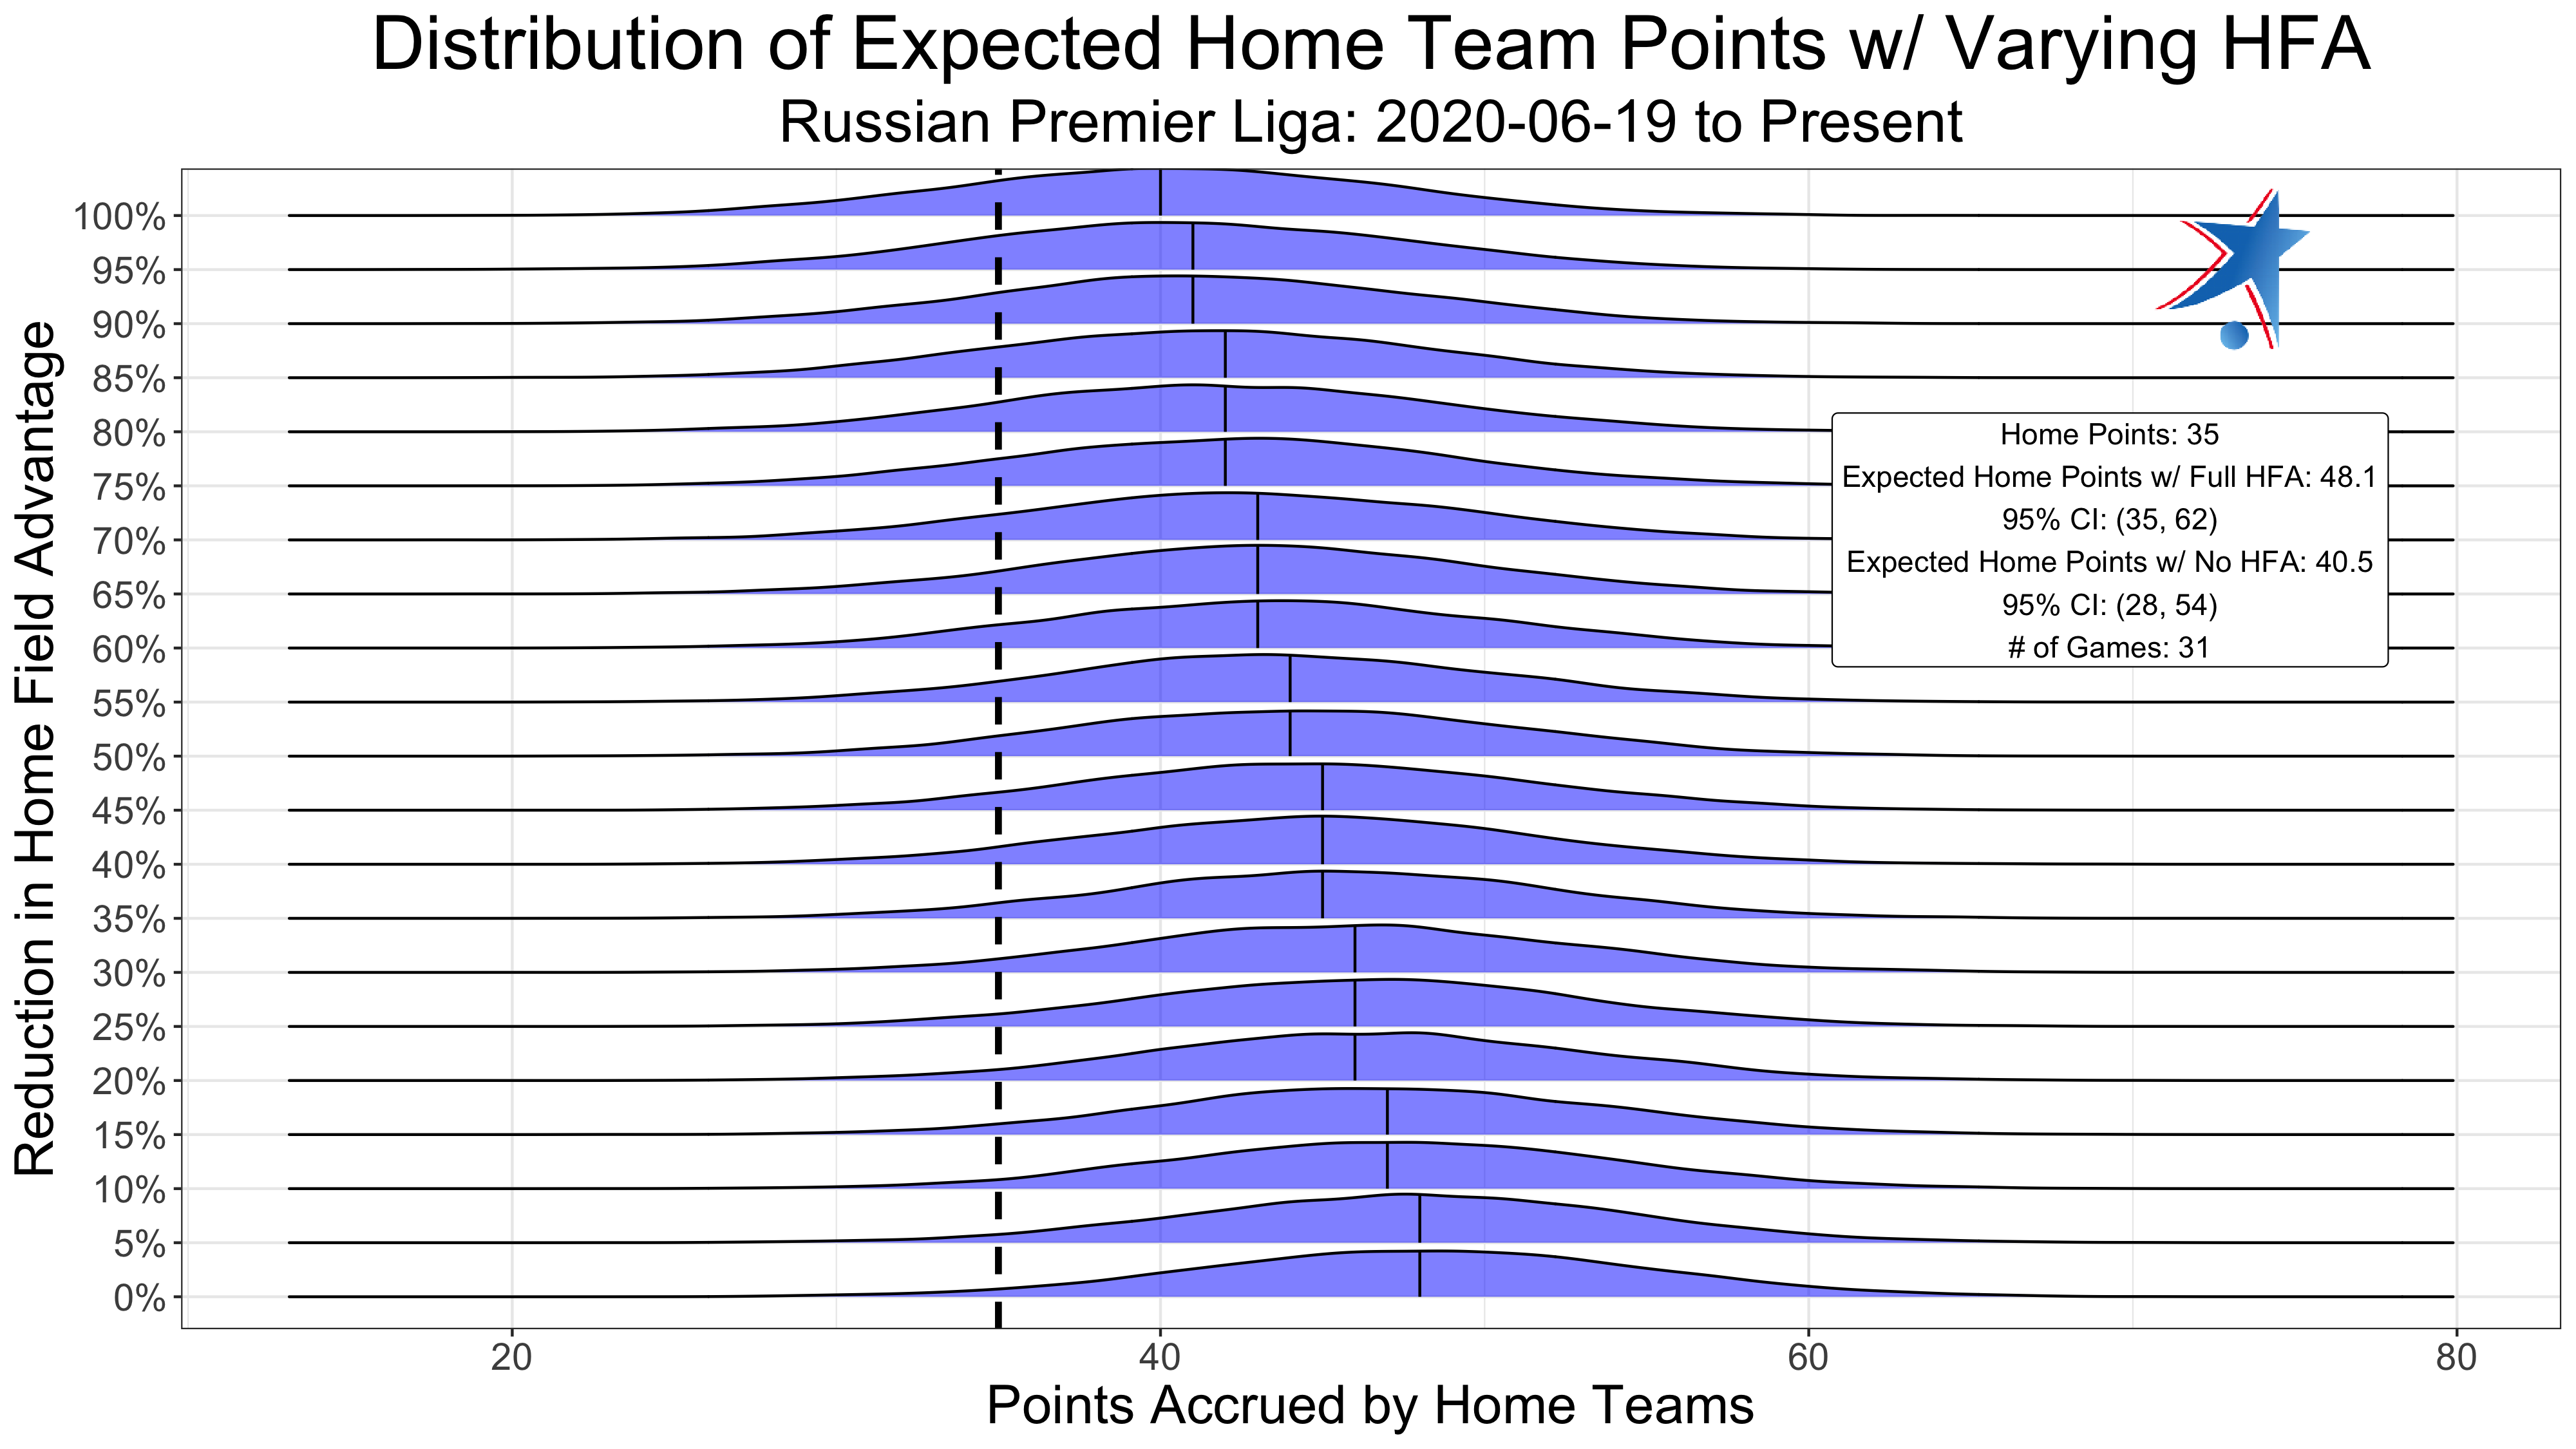 Distribution of Expected Home Team Points w/ Varying HFA
Russian Premier Liga: 2020-06-19 to Present
Reduction in Home Field Advantage
100%
95%
90%
85%
80%
75%
70%
65%
60%
55%
50%
45%
40%
35%
30%
25%
20%
15%
10%
5%
0%
Home Points: 35
Expected Home Points w/ Full HFA: 48.1
95% CI: (35, 62)
Expected Home Points w/ No HFA: 40.5
95% CI: (28, 54)
# of Games: 31
20
40
60
80
Points Accrued by Home Teams